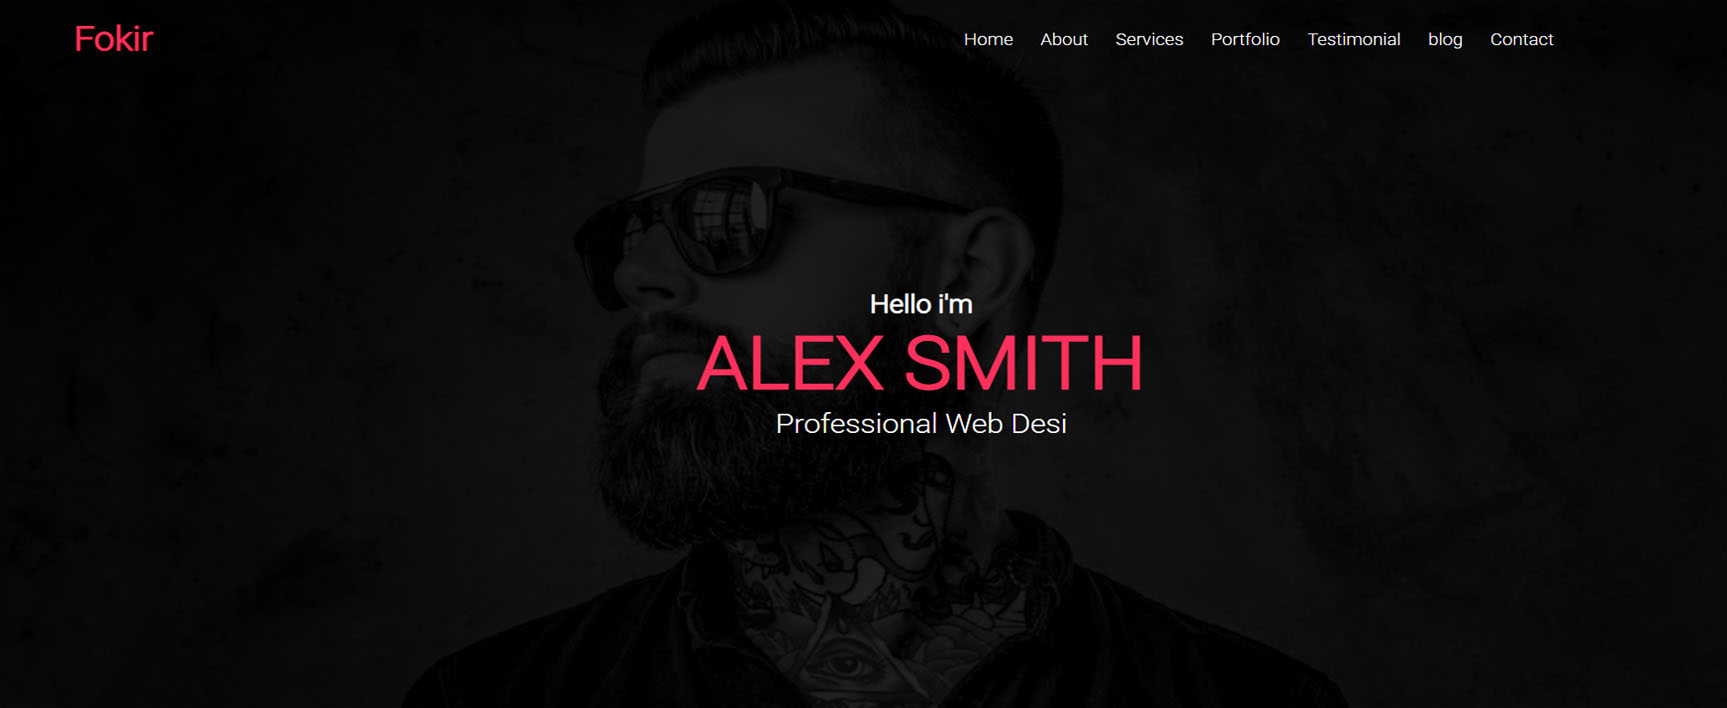 Fokir
Home About Services Portfolio Testimonial blog Contact
Hello i'm
ALEX SMITH
Professional Web Desi